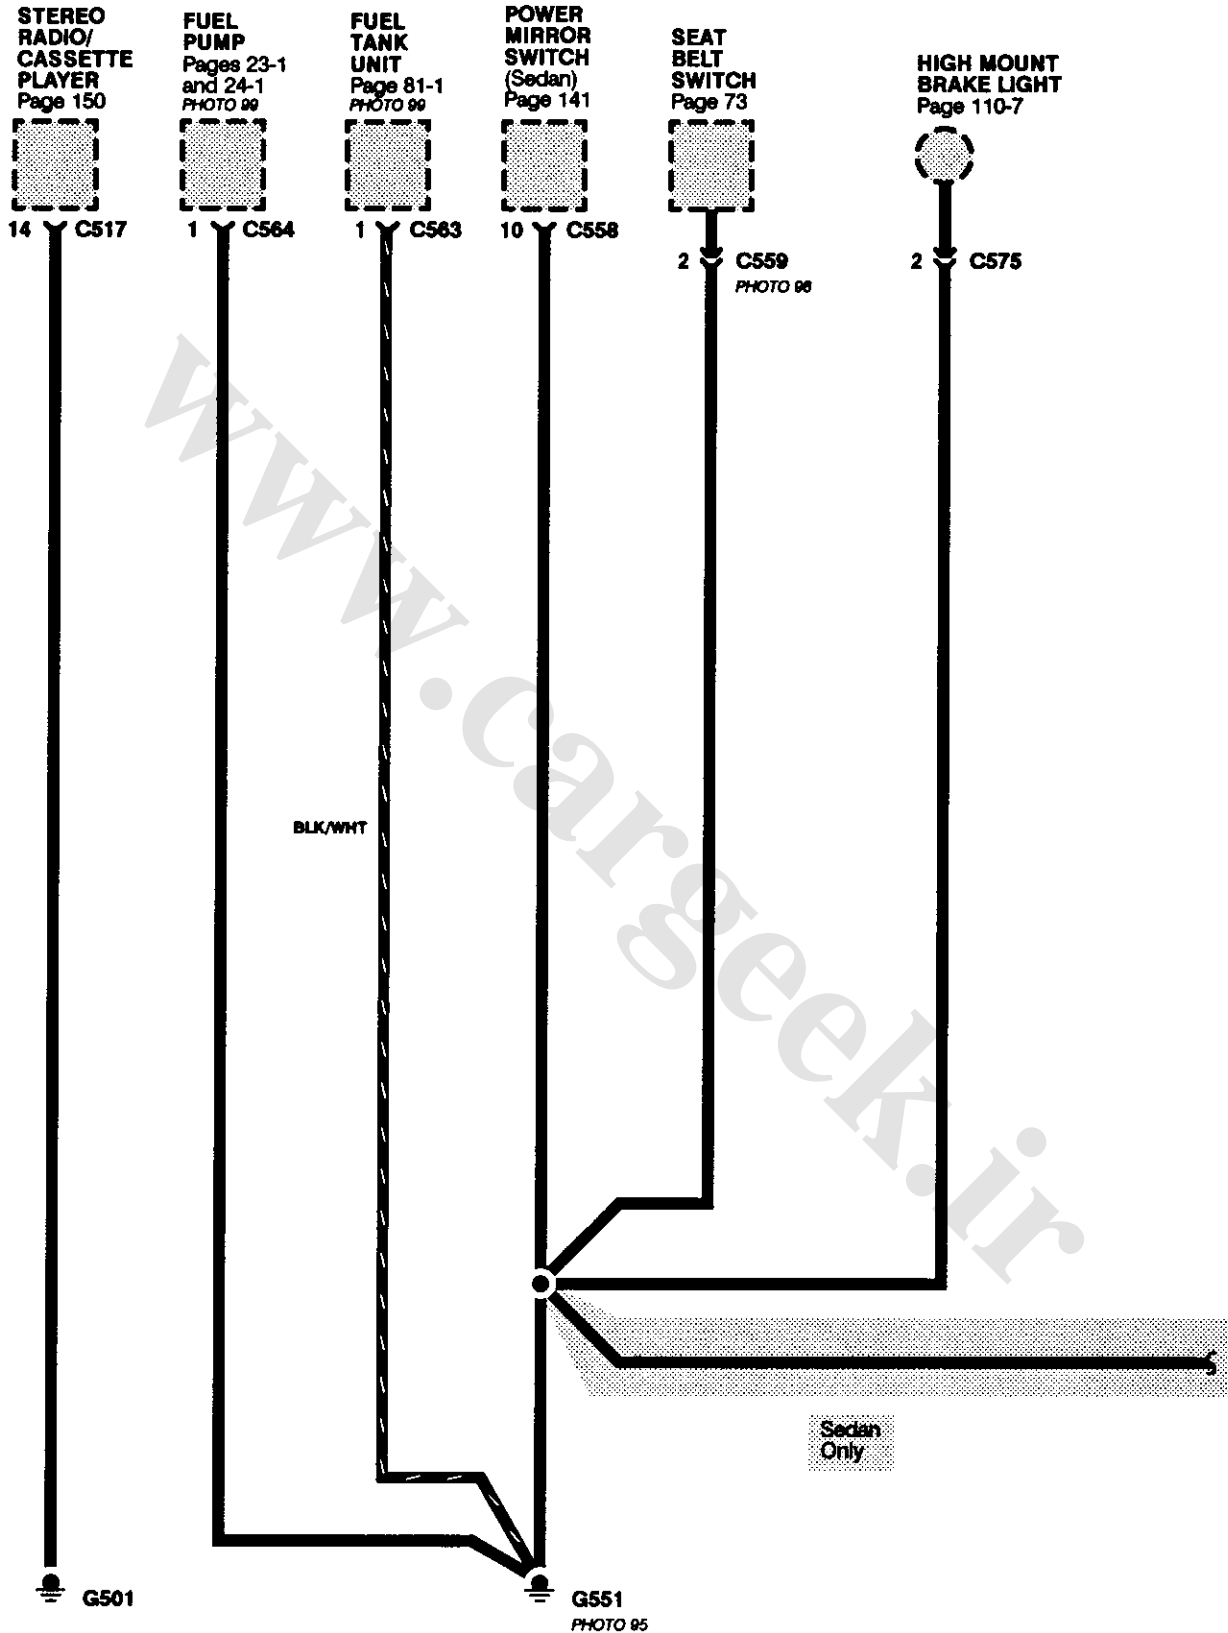 STEREO
RADIO/
CASSETTE
PLAYER
Page 150
FUEL
PUMP
Pages 23-1
and 24-1
PHOTO 99
FUEL
TANK
UNIT
Page 81-1
PHOTO 99
POWER
MIRROR
SWITCH
(Sedan)
Page 141
SEAT
BELT
SWITCH
Page 73
HIGH MOUNT
BRAKE LIGHT
Page 110-7
14 C517
1 C564
1 C563
10 C558
2 C559
PHOTO 96
2 C575
www.cargeek.ir
BLK/WHT
Sedan
Only
G501
G551
PHOTO 95